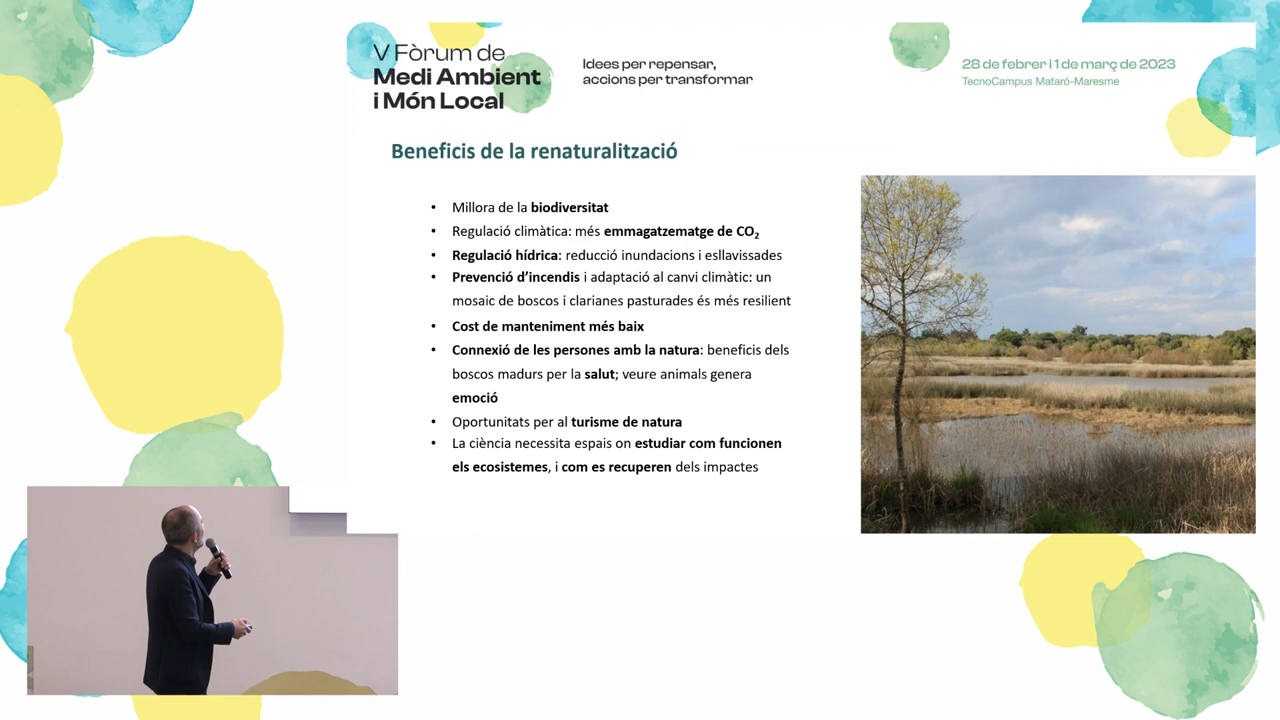 V Fòrum de
Medi Ambient
i Món Local
Idees per repensar,
accions per transformar
28 de febrer i 1 de març de 2023
TecnoCampus Mataró-Maresme
Beneficis de la renaturalització
• Millora de la biodiversitat
• Regulació climàtica: més emmagatzematge de CO₂
• Regulació hídrica: reducció inundacions i esllavissades
• Prevenció d’incendis i adaptació al canvi climàtic: un
mosaic de boscos i clarianes pasturades és més resilient
• Cost de manteniment més baix
• Connexió de les persones amb la natura: beneficis dels
boscos madurs per la salut; veure animals genera
emoció
• Oportunitats per al turisme de natura
• La ciència necessita espais on estudiar com funcionen
els ecosistemes, i com es recuperen dels impactes